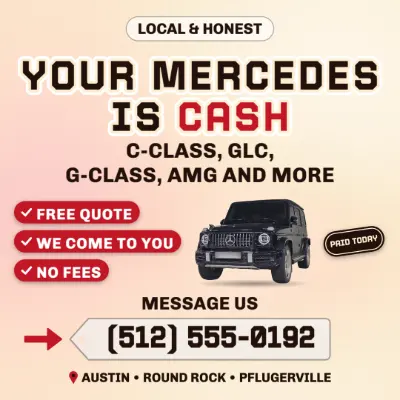 LOCAL & HONEST
YOUR MERCEDES
IS CASH
C-CLASS, GLC,
G-CLASS, AMG AND MORE
FREE QUOTE
WE COME TO YOU
NO FEES
PAID TODAY
MESSAGE US
(512) 555-0192
AUSTIN • ROUND ROCK • PFLUGERVILLE